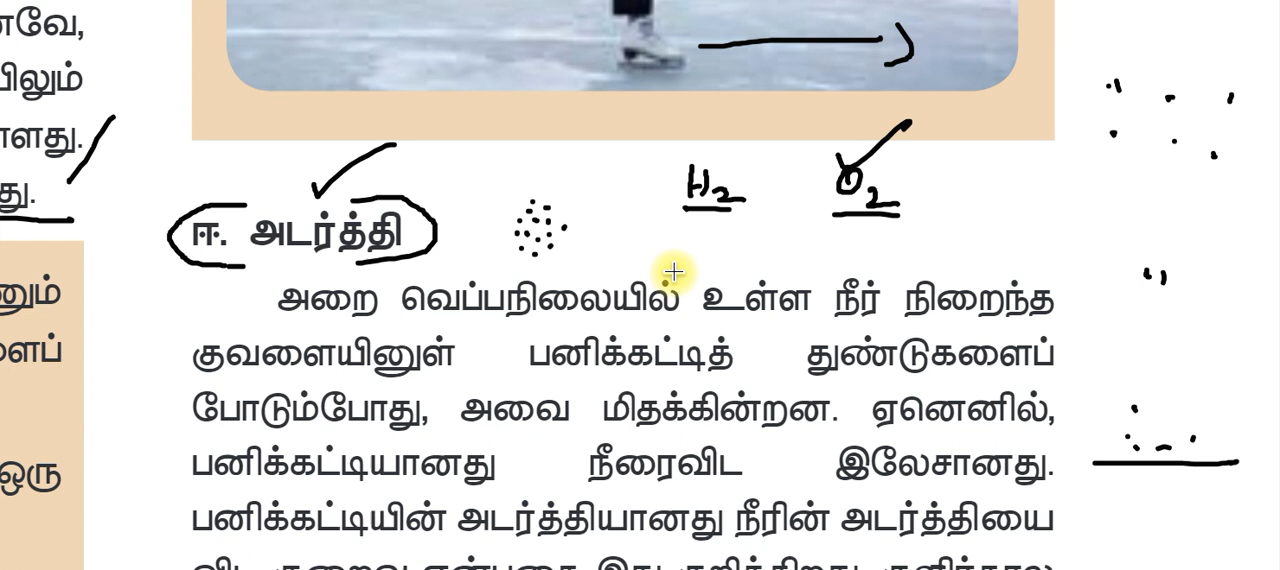 னவே,
பிலும்
ளது.
து.
னும்
ளைப்
ஒரு
H2 O2
ஈ. அடர்த்தி
அறை வெப்பநிலையில் உள்ள நீர் நிறைந்த
குவளையினுள் பனிக்கட்டித் துண்டுகளைப்
போடும்போது, அவை மிதக்கின்றன. ஏனெனில்,
பனிக்கட்டியானது நீரைவிட இலேசானது.
பனிக்கட்டியின் அடர்த்தியானது நீரின் அடர்த்தியை